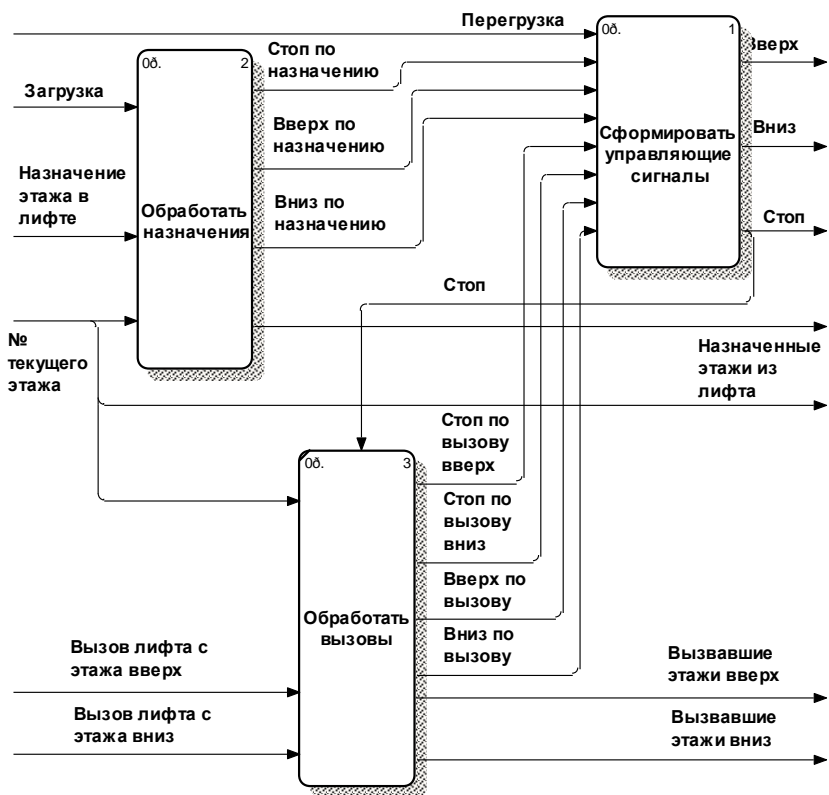 Перегрузка
0ð.
1
Вверх
Сформировать
управляющие
сигналы
Вниз
Стоп
0ð.
2
Обработать
назначения
Загрузка
Назначение
этажа в
лифте
№
текущего
этажа
Стоп по
назначению
Вверх по
назначению
Вниз по
назначению
Стоп
Назначенные
этажи из
лифта
0ð.
3
Обработать
вызовы
Стоп по
вызову
вверх
Стоп по
вызову
вниз
Вверх по
вызову
Вниз по
вызову
Вызов лифта с
этажа вверх
Вызов лифта с
этажа вниз
Вызвавшие
этажи вверх
Вызвавшие
этажи вниз